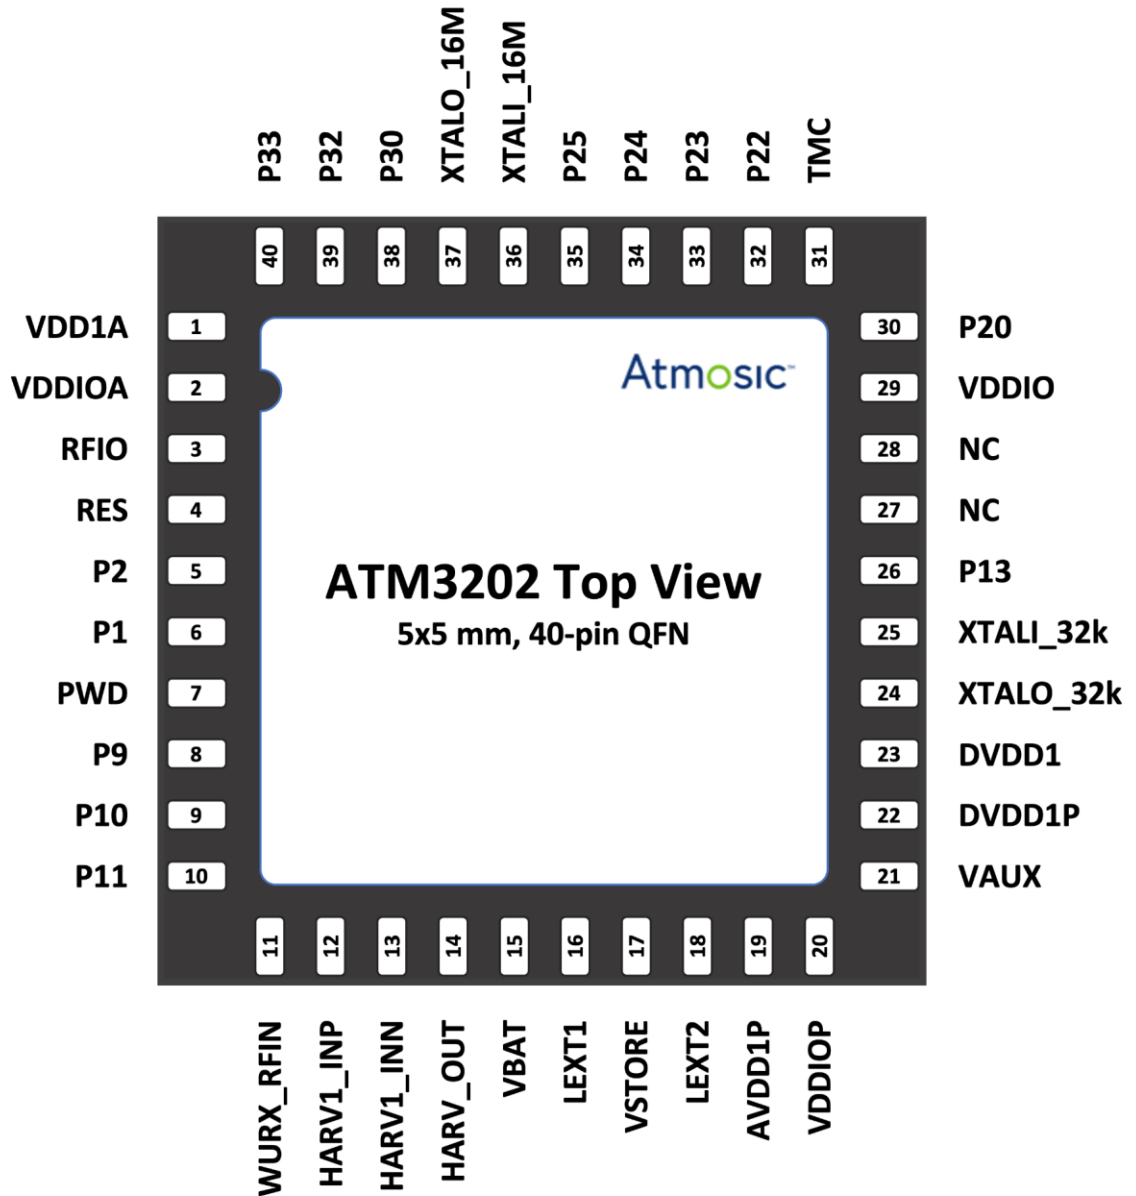 P33 P32 P30 XTALO_16M XTALI_16M P25 P24 P23 P22 TMC
40 39 38 37 36 35 34 33 32 31
VDD1A 1 30 P20
VDDIOA 2 Atmosic™ 29 VDDIO
RFIO 3 28 NC
RES 4 27 NC
P2 5 ATM3202 Top View 26 P13
P1 6 5x5 mm, 40-pin QFN 25 XTALI_32k
PWD 7 24 XTALO_32k
P9 8 23 DVDD1
P10 9 22 DVDD1P
P11 10 21 VAUX
11 12 13 14 15 16 17 18 19 20
WURX_RFIN HARV1_INP HARV1_INN HARV_OUT VBAT LEXT1 VSTORE LEXT2 AVDD1P VDDIOP